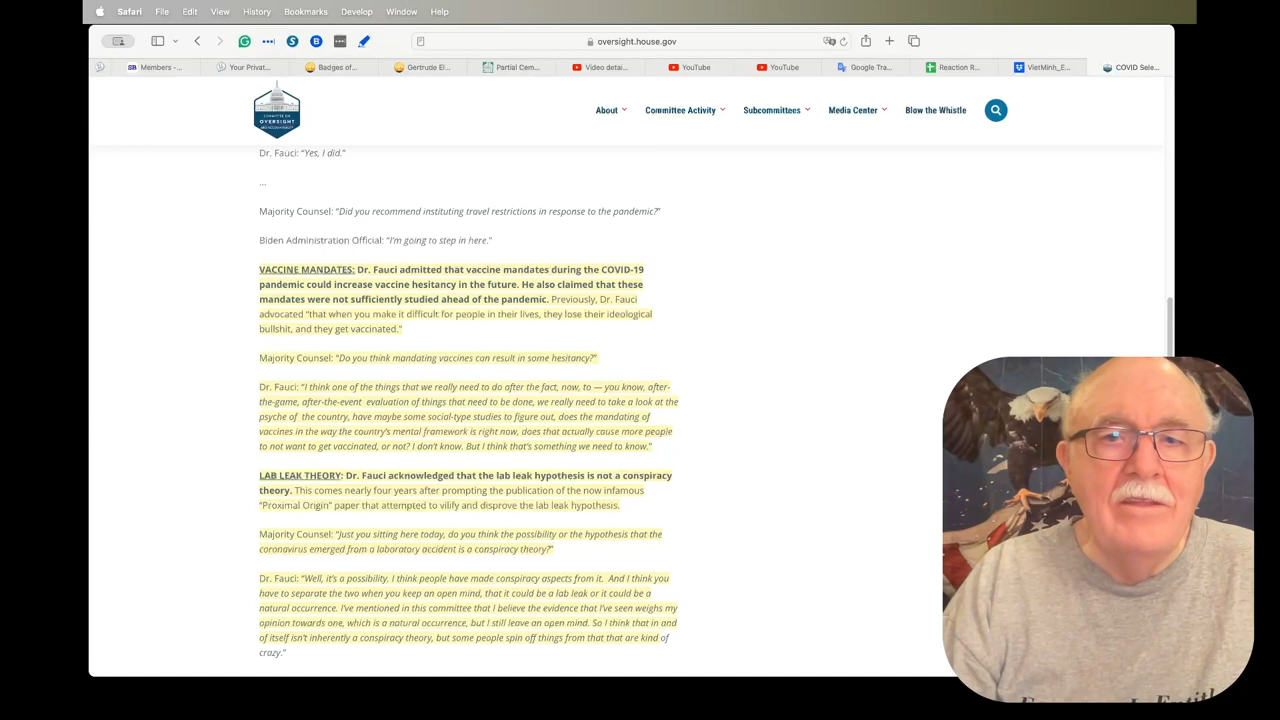 Safari File Edit View History Bookmarks Develop Window Help
oversight.house.gov
Members -... Your Privat... Badges of... Gertrude El... Partial Cem... Video detai... YouTube YouTube Google Tra... Reaction R... VietMinh_E... COVID Sele...
COMMITTEE ON
OVERSIGHT
About Committee Activity Subcommittees Media Center Blow the Whistle
Dr. Fauci: “Yes, I did.”
...
Majority Counsel: “Did you recommend instituting travel restrictions in response to the pandemic?”
Biden Administration Official: “I’m going to step in here.”
VACCINE MANDATES: Dr. Fauci admitted that vaccine mandates during the COVID-19
pandemic could increase vaccine hesitancy in the future. He also claimed that these
mandates were not sufficiently studied ahead of the pandemic. Previously, Dr. Fauci
advocated “that when you make it difficult for people in their lives, they lose their ideological
bullshit, and they get vaccinated.”
Majority Counsel: “Do you think mandating vaccines can result in some hesitancy?”
Dr. Fauci: “I think one of the things that we really need to do after the fact, now, to — you know, after-
the-game, after-the-event evaluation of things that need to be done, we really need to take a look at the
psyche of the country, have maybe some social-type studies to figure out, does the mandating of
vaccines in the way the country’s mental framework is right now, does that actually cause more people
to not want to get vaccinated, or not? I don’t know. But I think that’s something we need to know.”
LAB LEAK THEORY: Dr. Fauci acknowledged that the lab leak hypothesis is not a conspiracy
theory. This comes nearly four years after prompting the publication of the now infamous
“Proximal Origin” paper that attempted to vilify and disprove the lab leak hypothesis.
Majority Counsel: “Just you sitting here today, do you think the possibility or the hypothesis that the
coronavirus emerged from a laboratory accident is a conspiracy theory?”
Dr. Fauci: “Well, it’s a possibility. I think people have made conspiracy aspects from it. And I think you
have to separate the two when you keep an open mind, that it could be a lab leak or it could be a
natural occurrence. I’ve mentioned in this committee that I believe the evidence that I’ve seen weighs my
opinion towards one, which is a natural occurrence, but I still leave an open mind. So I think that in and
of itself isn’t inherently a conspiracy theory, but some people spin off things from that that are kind of
crazy.”